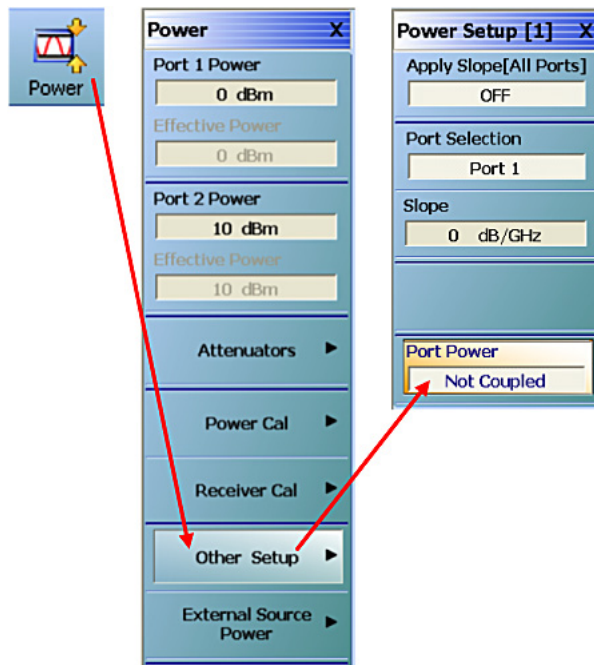 Power
Power X
Port 1 Power
0 dBm
Effective Power
0 dBm
Port 2 Power
10 dBm
Effective Power
10 dBm
Attenuators
Power Cal
Receiver Cal
Other Setup
External Source
Power
Power Setup [1] X
Apply Slope[All Ports]
OFF
Port Selection
Port 1
Slope
0 dB/GHz
Port Power
Not Coupled